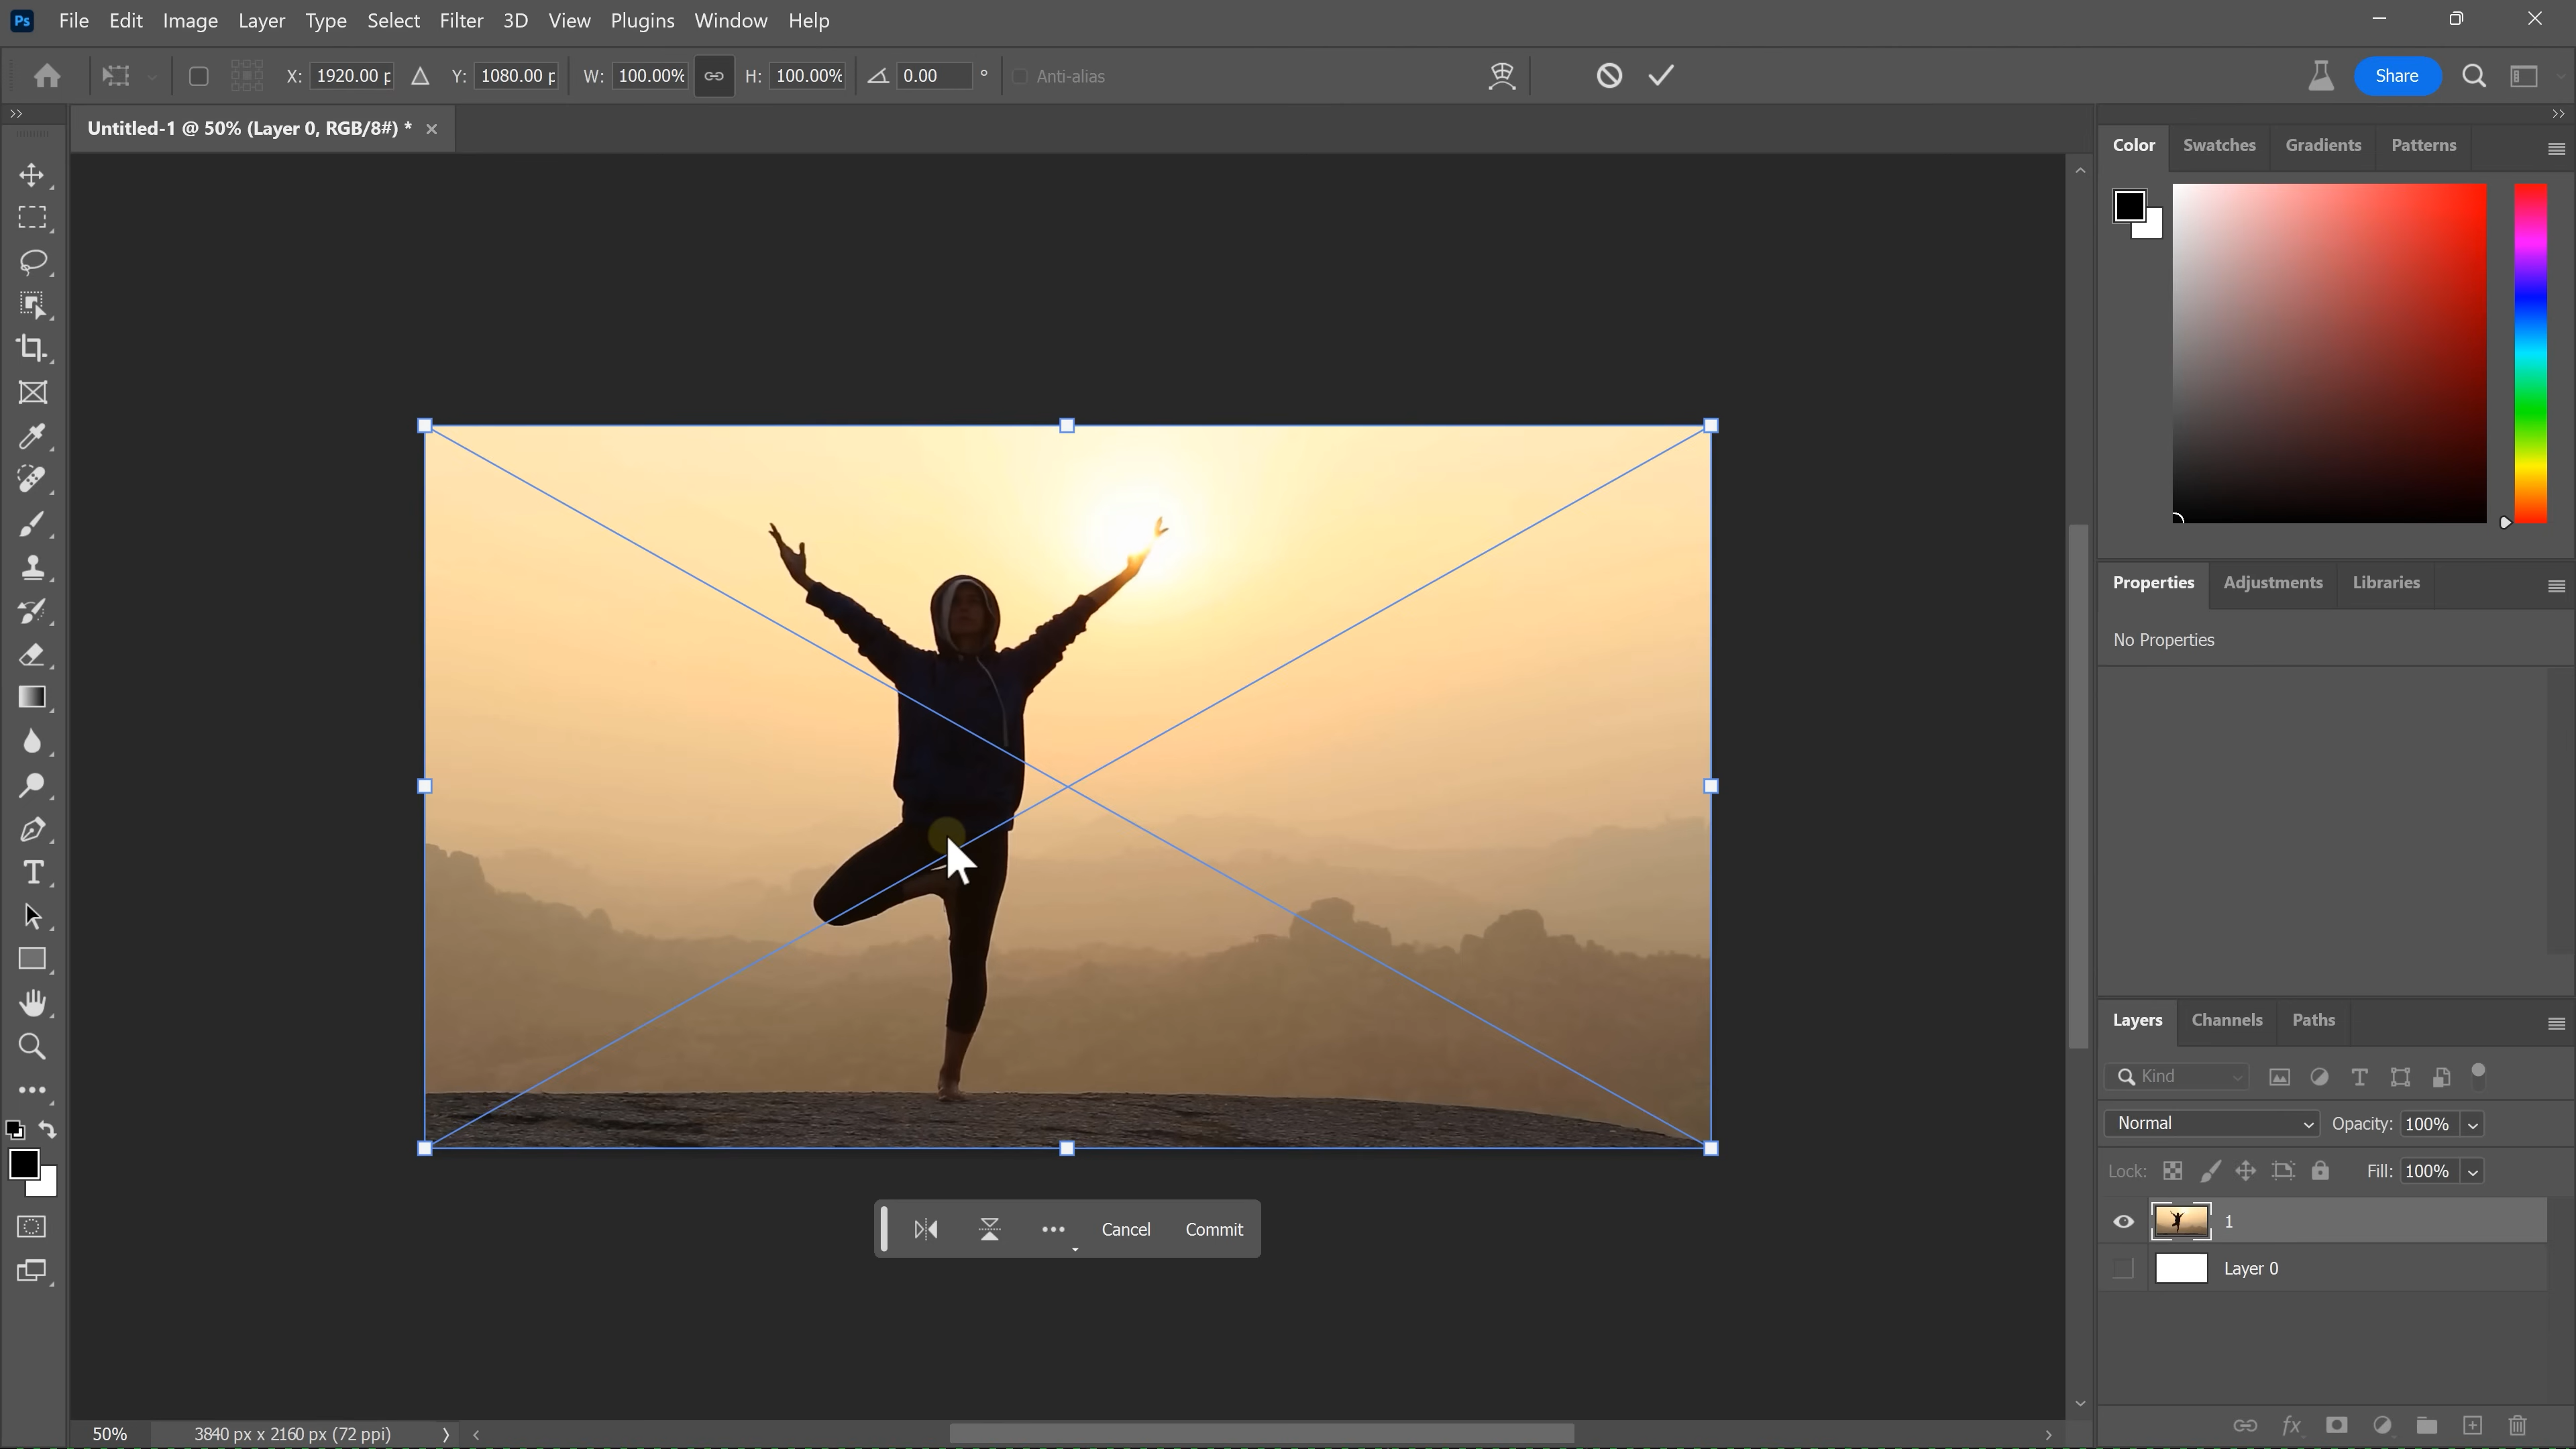 Ps File Edit Image Layer Type Select Filter 3D View Plugins Window Help
X: 1920.00 p Y: 1080.00 p W: 100.00% H: 100.00% 0.00 ° Anti-alias Share
Untitled-1 @ 50% (Layer 0, RGB/8#) *
Color Swatches Gradients Patterns
Properties Adjustments Libraries
No Properties
Layers Channels Paths
Kind
Normal Opacity: 100%
Lock: Fill: 100%
1
Layer 0
Cancel Commit
50% 3840 px x 2160 px (72 ppi)